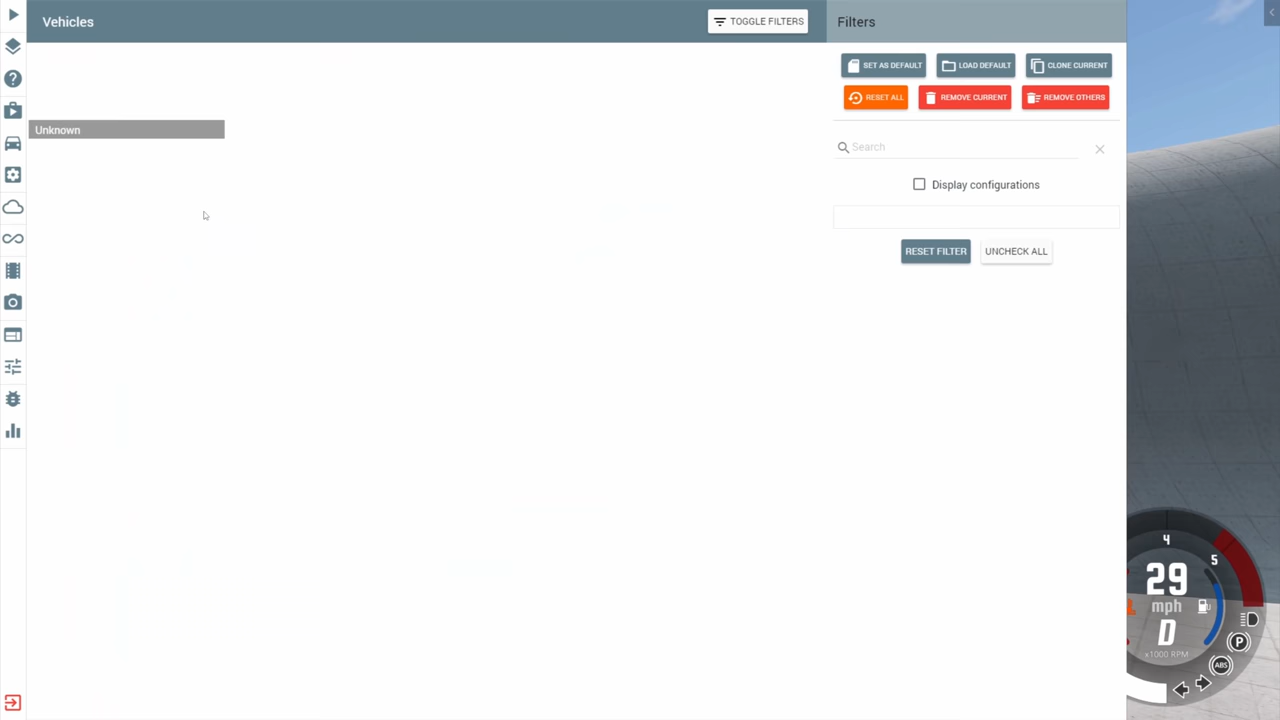 Vehicles
TOGGLE FILTERS
Filters
SET AS DEFAULT
LOAD DEFAULT
CLONE CURRENT
RESET ALL
REMOVE CURRENT
REMOVE OTHERS
Unknown
Search
Display configurations
RESET FILTER
UNCHECK ALL
4
5
29
mph
D
x1000 RPM
P
ABS